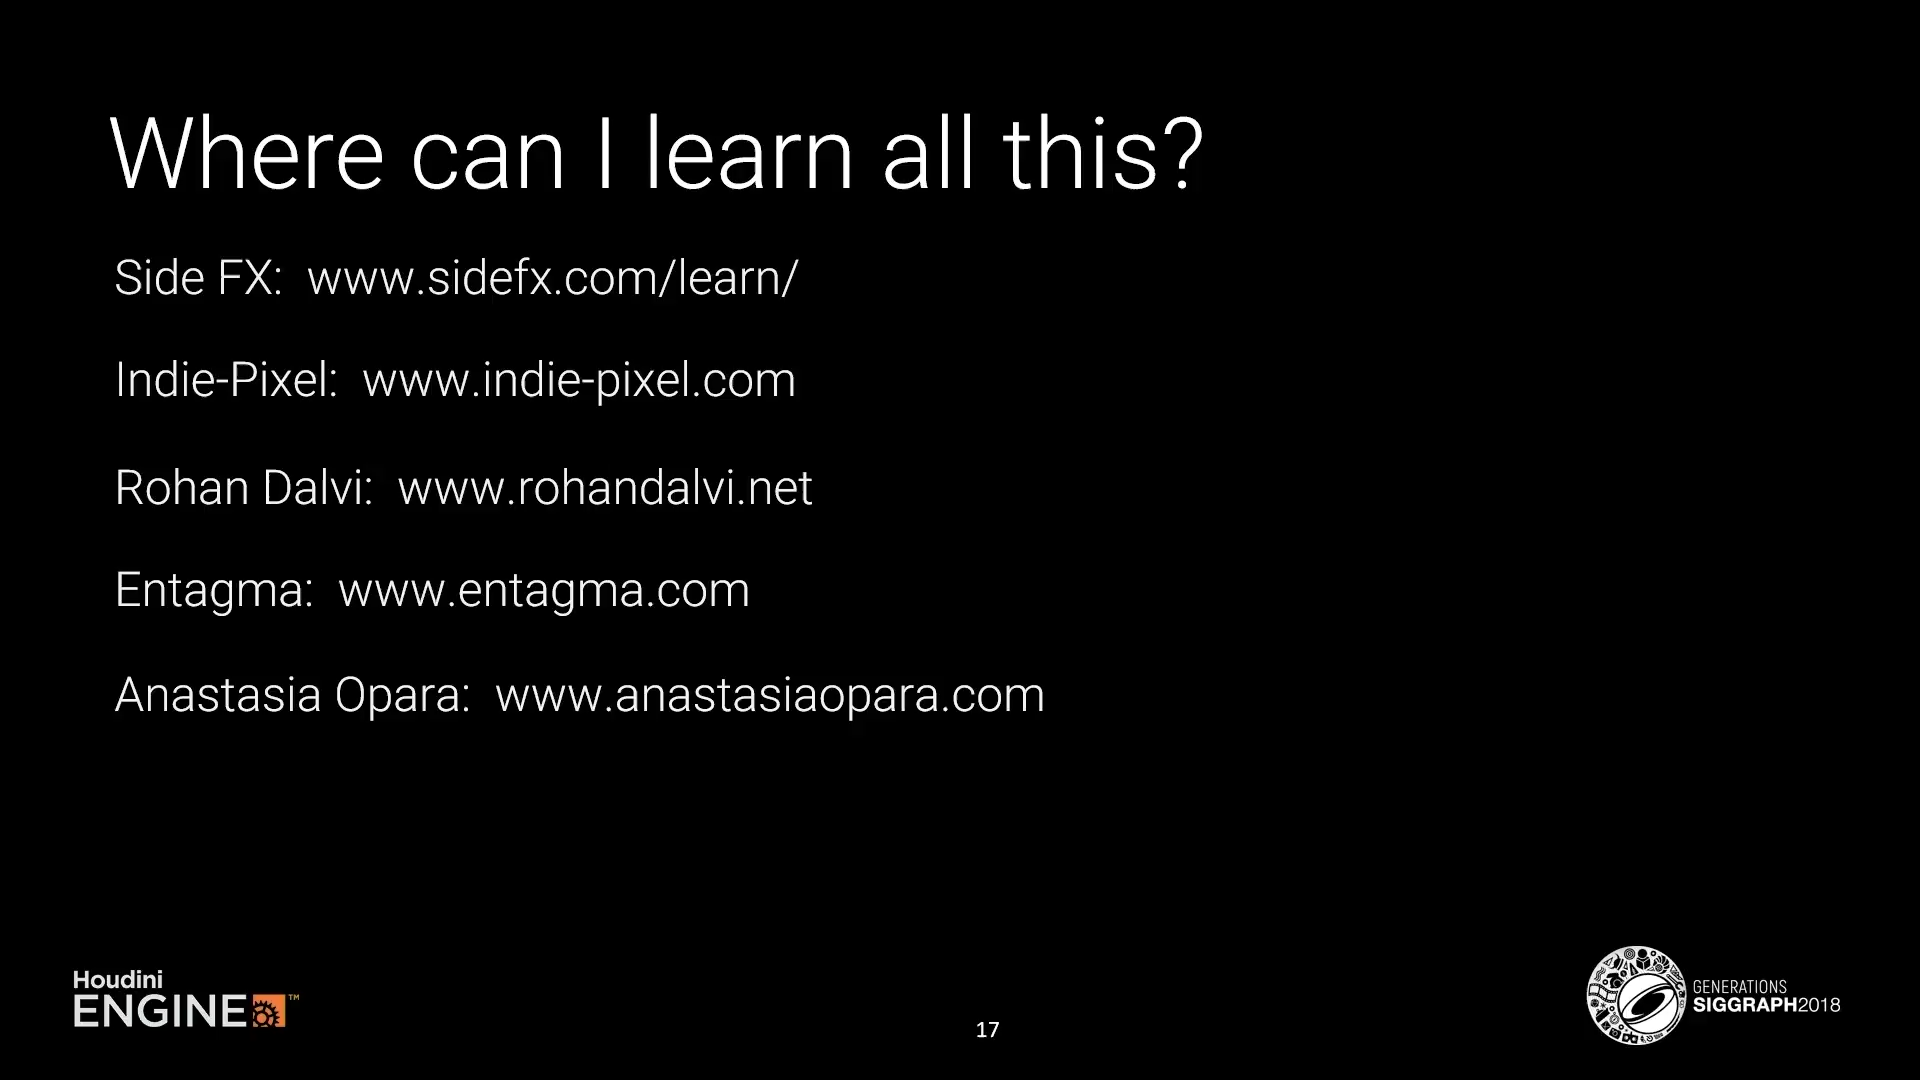 Where can I learn all this?
Side FX: www.sidefx.com/learn/
Indie-Pixel: www.indie-pixel.com
Rohan Dalvi: www.rohandalvi.net
Entagma: www.entagma.com
Anastasia Opara: www.anastasiaopara.com
Houdini
ENGINE™
17
GENERATIONS
SIGGRAPH2018